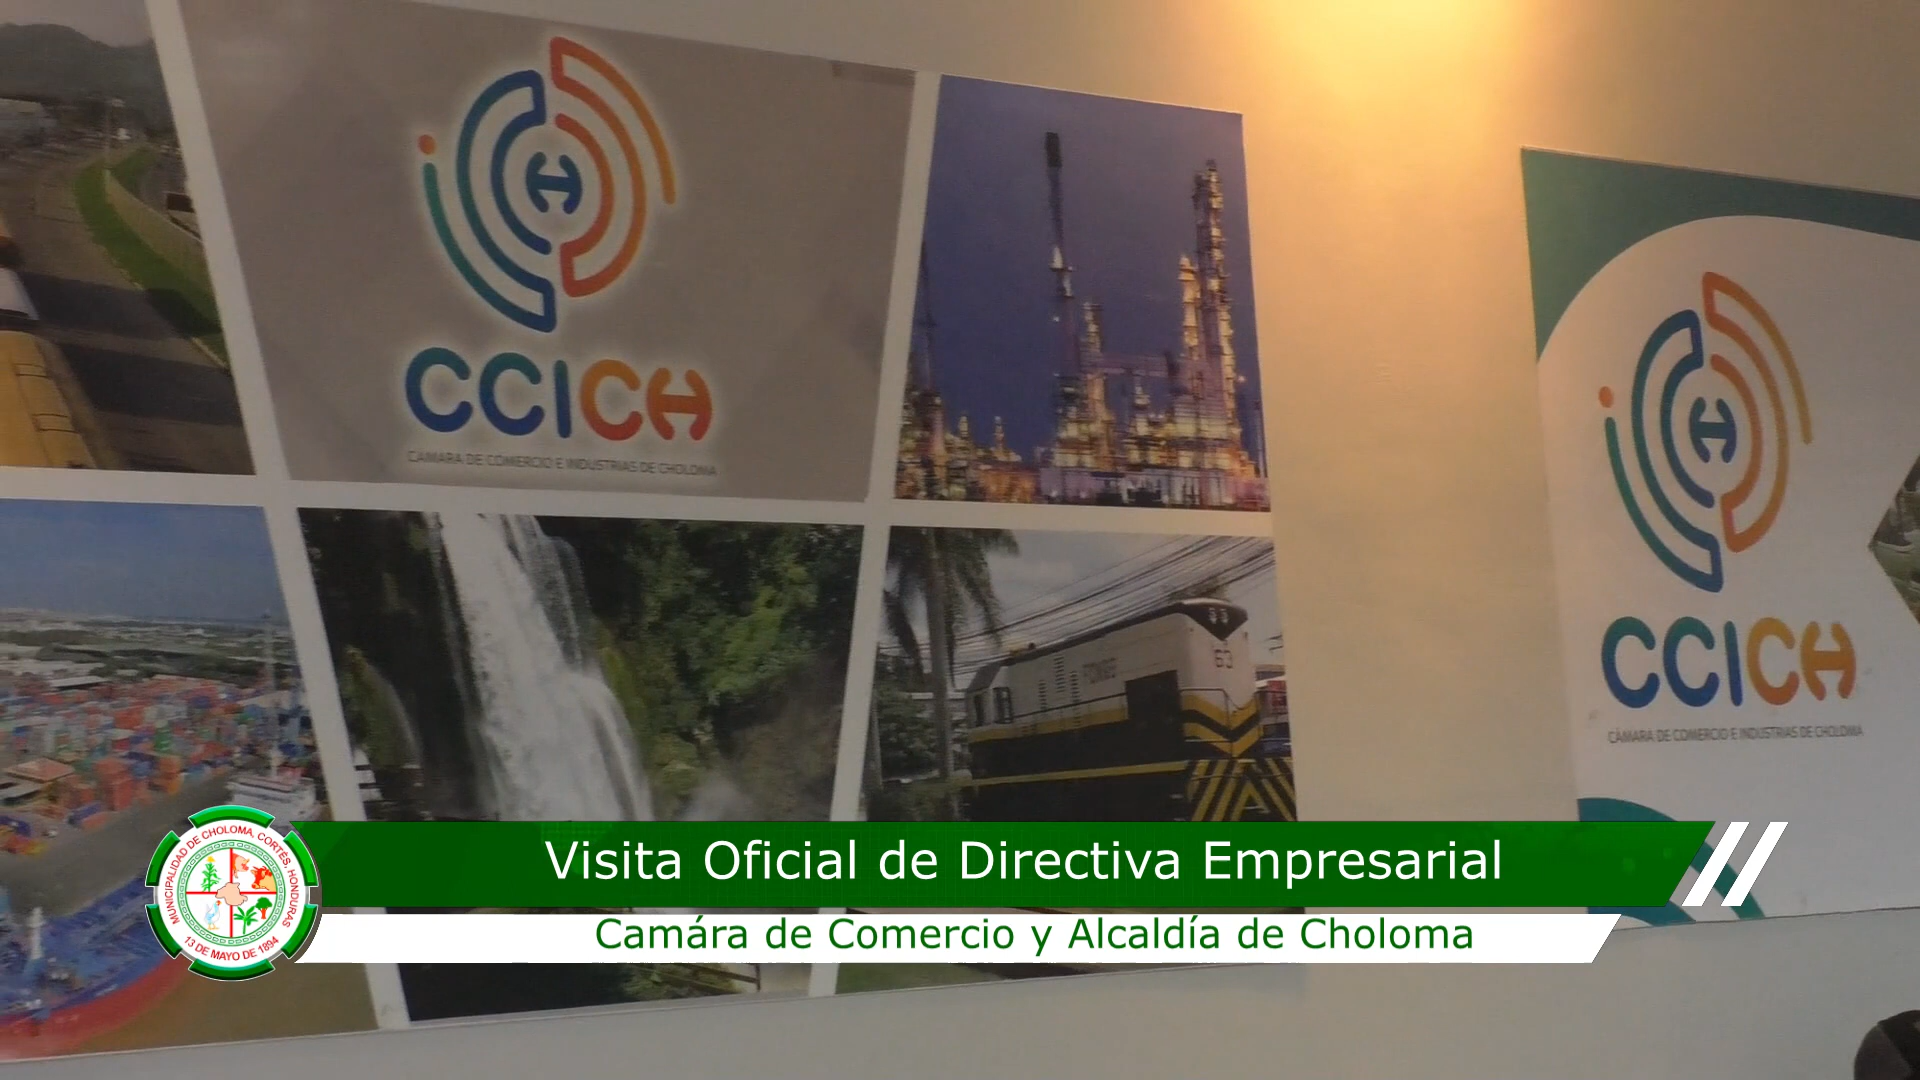 CCICH
CAMARA DE COMERCIO E INDUSTRIAS DE CHOLOMA
CCICH
CÁMARA DE COMERCIO E INDUSTRIAS DE CHOLOMA
63
Visita Oficial de Directiva Empresarial
Camára de Comercio y Alcaldía de Choloma
MUNICIPALIDAD DE CHOLOMA, CORTÉS, HONDURAS
13 DE MAYO DE 1894